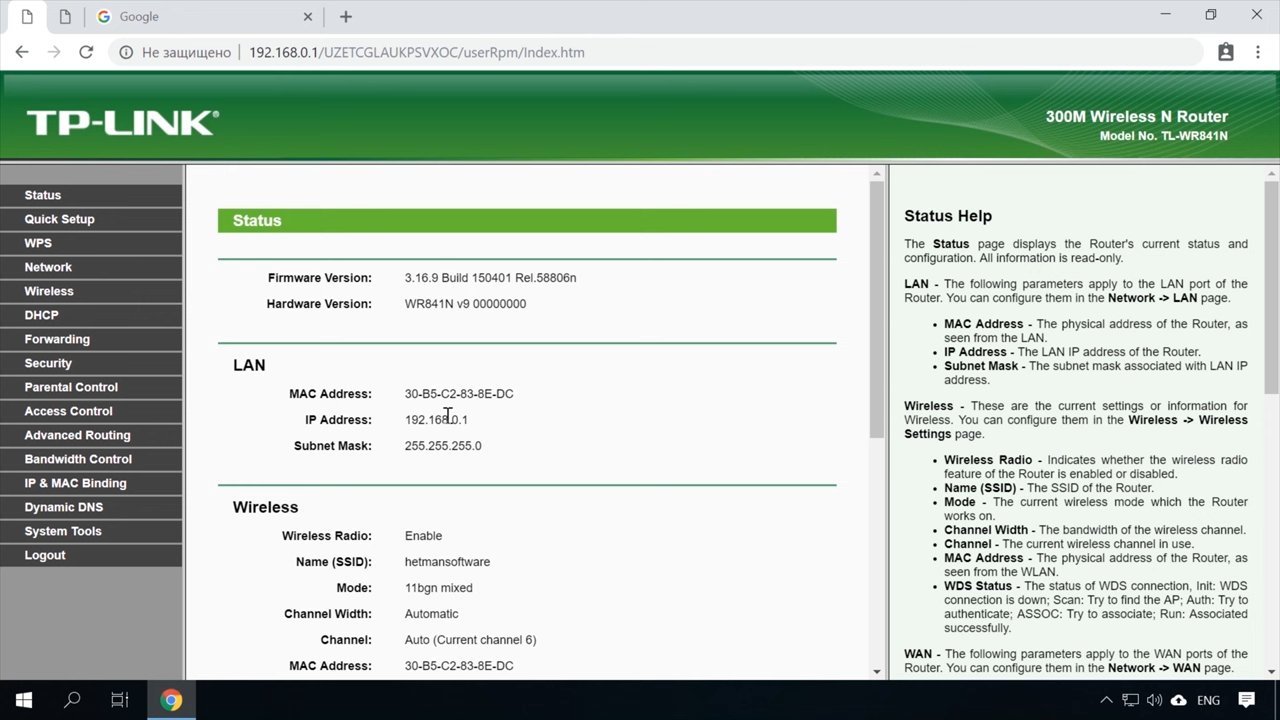 Google
Не защищено
192.168.0.1/UZETCGLAUKPSVXOC/userRpm/Index.htm
TP-LINK®
300M Wireless N Router
Model No. TL-WR841N
Status
Quick Setup
WPS
Network
Wireless
DHCP
Forwarding
Security
Parental Control
Access Control
Advanced Routing
Bandwidth Control
IP & MAC Binding
Dynamic DNS
System Tools
Logout
Status
Firmware Version: 3.16.9 Build 150401 Rel.58806n
Hardware Version: WR841N v9 00000000
LAN
MAC Address: 30-B5-C2-83-8E-DC
IP Address: 192.168.0.1
Subnet Mask: 255.255.255.0
Wireless
Wireless Radio: Enable
Name (SSID): hetmansoftware
Mode: 11bgn mixed
Channel Width: Automatic
Channel: Auto (Current channel 6)
MAC Address: 30-B5-C2-83-8E-DC
Status Help
The Status page displays the Router's current status and
configuration. All information is read-only.
LAN - The following parameters apply to the LAN port of the
Router. You can configure them in the Network -> LAN page.
• MAC Address - The physical address of the Router, as
seen from the LAN.
• IP Address - The LAN IP address of the Router.
• Subnet Mask - The subnet mask associated with LAN IP
address.
Wireless - These are the current settings or information for
Wireless. You can configure them in the Wireless -> Wireless
Settings page.
• Wireless Radio - Indicates whether the wireless radio
feature of the Router is enabled or disabled.
• Name (SSID) - The SSID of the Router.
• Mode - The current wireless mode which the Router
works on.
• Channel Width - The bandwidth of the wireless channel.
• Channel - The current wireless channel in use.
• MAC Address - The physical address of the Router, as
seen from the WLAN.
• WDS Status - The status of WDS connection, Init: WDS
connection is down; Scan: Try to find the AP; Auth: Try to
authenticate; ASSOC: Try to associate; Run: Associated
successfully.
WAN - The following parameters apply to the WAN ports of the
Router. You can configure them in the Network -> WAN page.
ENG